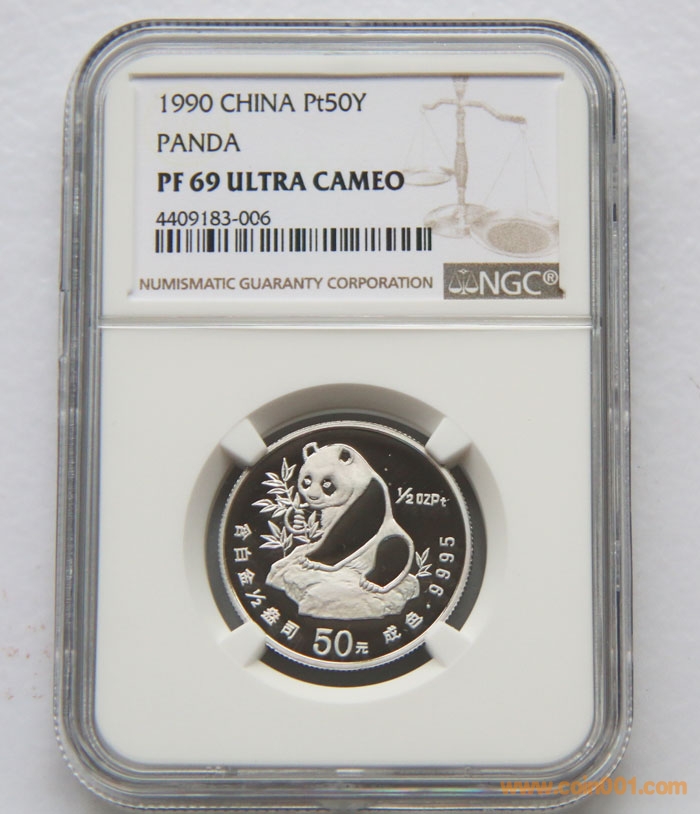 1990 CHINA Pt50Y
PANDA
PF 69 ULTRA CAMEO
4409183-006
NUMISMATIC GUARANTY CORPORATION
NGC®
1/2 OZPt
含白金1/2盎司
50元
成色.9995
www.coin001.com